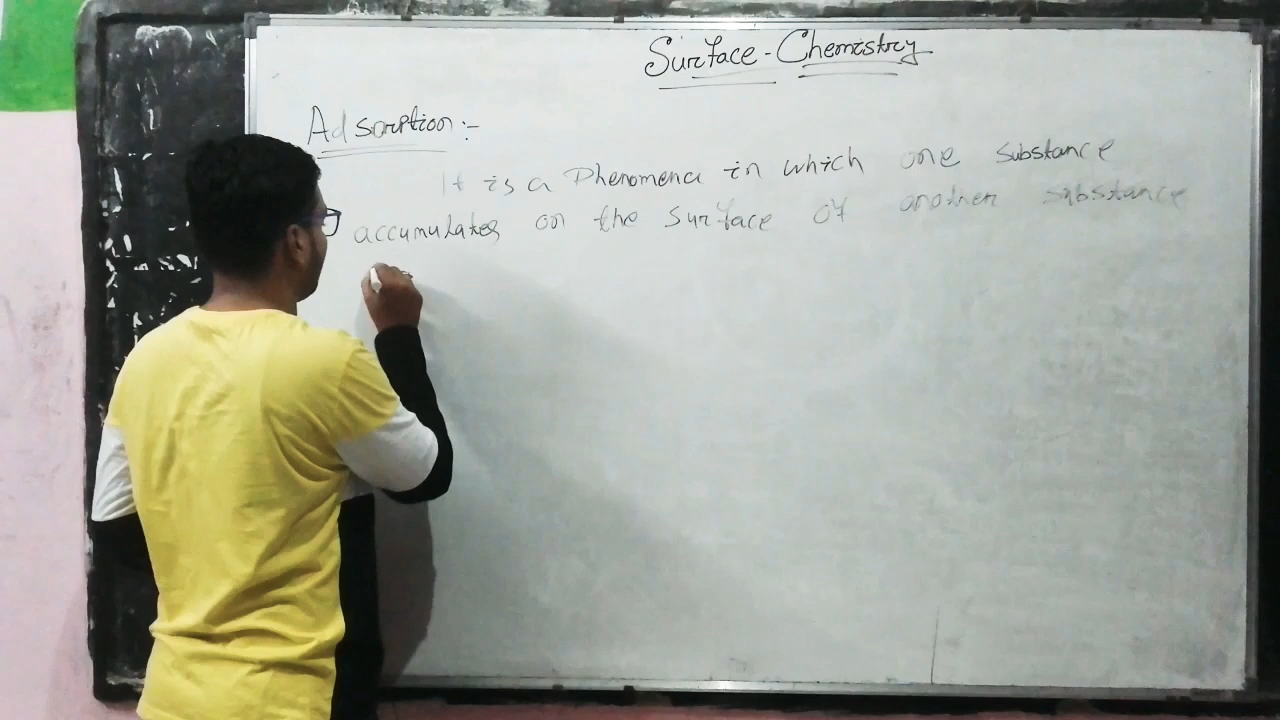 Surface - Chemistry
Adsorption :-
It is a Phenomena in which one substance
accumulates on the surface of another substance